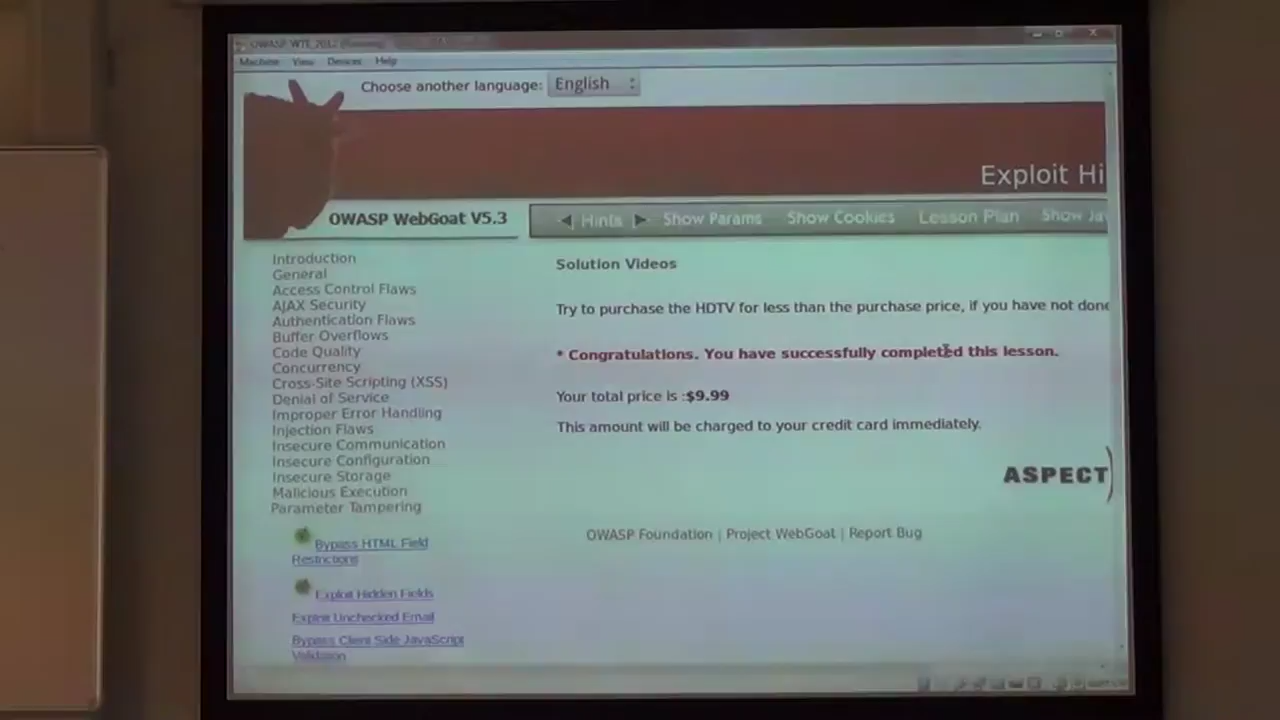 OWASP WTE_2012
Machine View Devices Help
Choose another language: English
Exploit Hi
OWASP WebGoat V5.3
Hints Show Params Show Cookies Lesson Plan Show Ja
Introduction
General
Access Control Flaws
AJAX Security
Authentication Flaws
Buffer Overflows
Code Quality
Concurrency
Cross-Site Scripting (XSS)
Denial of Service
Improper Error Handling
Injection Flaws
Insecure Communication
Insecure Configuration
Insecure Storage
Malicious Execution
Parameter Tampering
Bypass HTML Field
Restrictions
Exploit Hidden Fields
Exploit Unchecked Email
Bypass Client Side JavaScript
Validation
Solution Videos
Try to purchase the HDTV for less than the purchase price, if you have not done
* Congratulations. You have successfully completed this lesson.
Your total price is :$9.99
This amount will be charged to your credit card immediately.
ASPECT)
OWASP Foundation | Project WebGoat | Report Bug